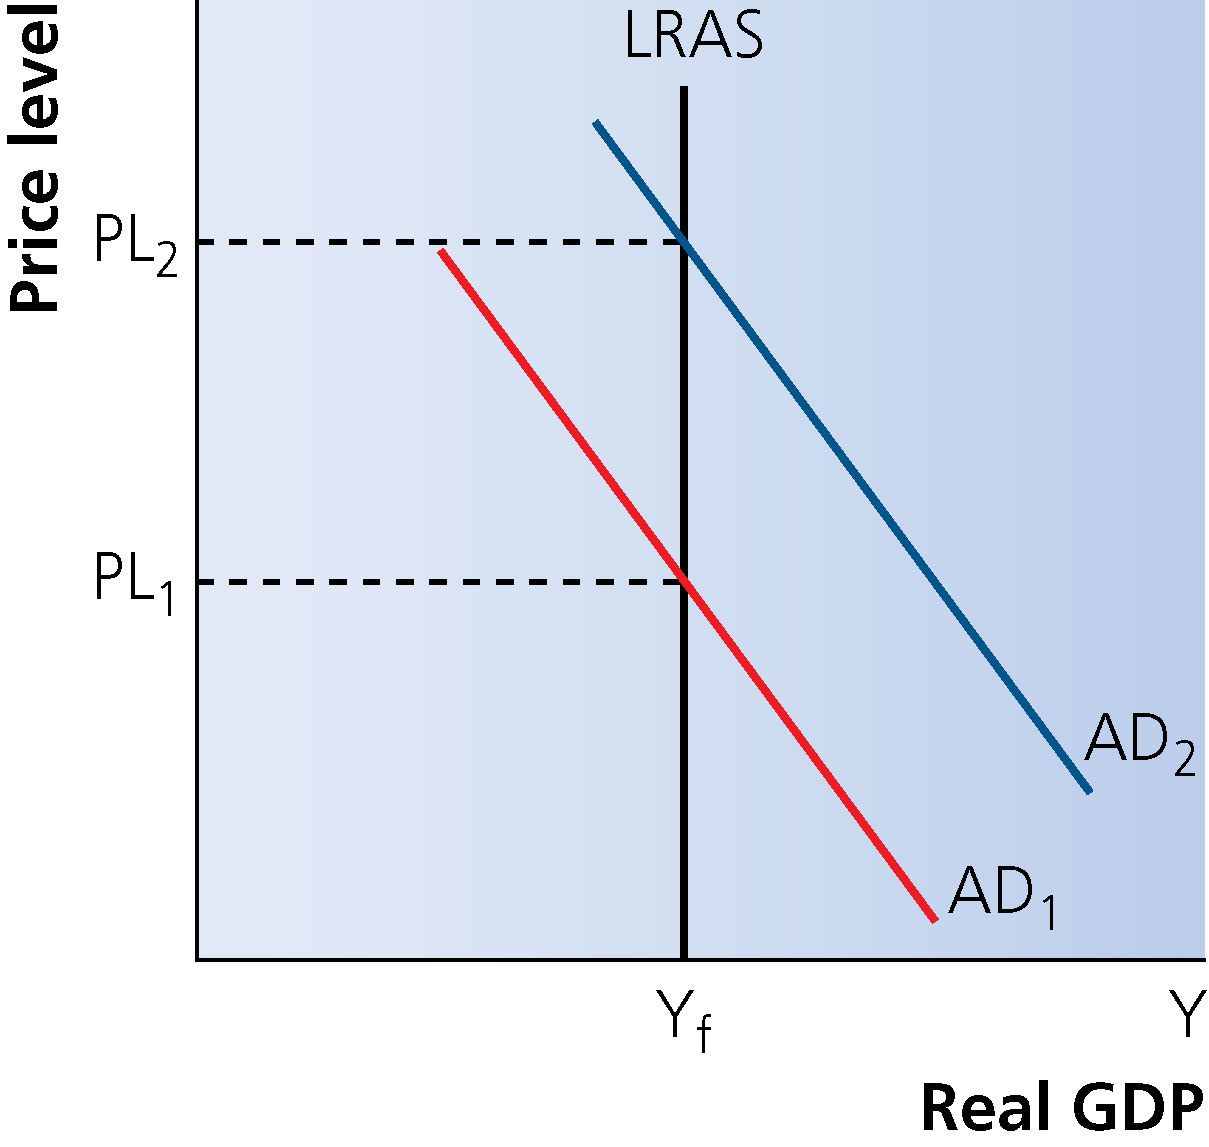 Price level
LRAS
PL2
PL1
AD2
AD1
Yf
Y
Real GDP